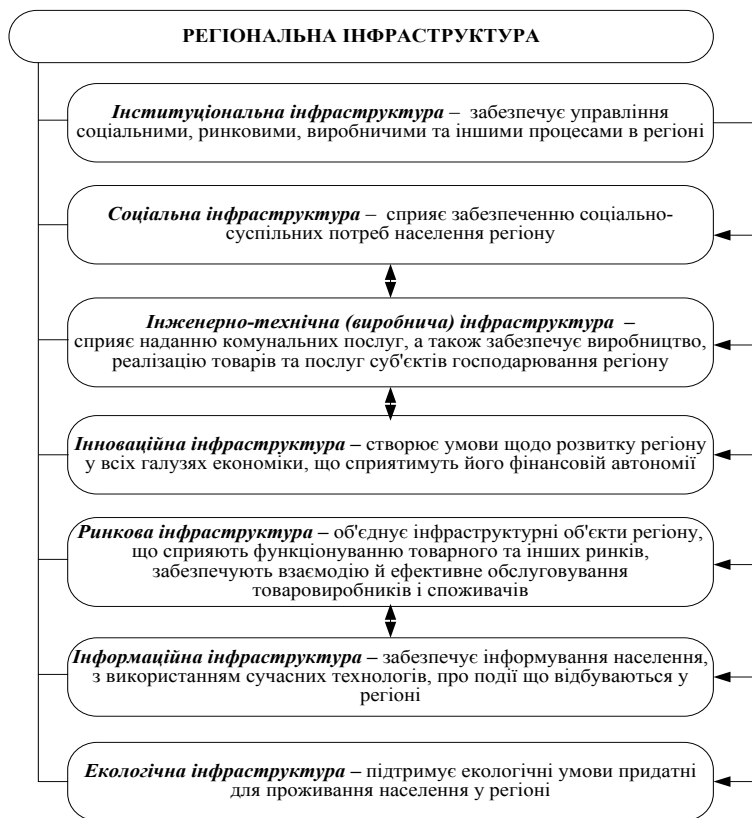 РЕГІОНАЛЬНА ІНФРАСТРУКТУРА
Інституціональна інфраструктура – забезпечує управління
соціальними, ринковими, виробничими та іншими процесами в регіоні
Соціальна інфраструктура – сприяє забезпеченню соціально-
суспільних потреб населення регіону
Інженерно-технічна (виробнича) інфраструктура –
сприяє наданню комунальних послуг, а також забезпечує виробництво,
реалізацію товарів та послуг суб'єктів господарювання регіону
Інноваційна інфраструктура – створює умови щодо розвитку регіону
у всіх галузях економіки, що сприятимуть його фінансовій автономії
Ринкова інфраструктура – об'єднує інфраструктурні об'єкти регіону,
що сприяють функціонуванню товарного та інших ринків,
забезпечують взаємодію й ефективне обслуговування
товаровиробників і споживачів
Інформаційна інфраструктура – забезпечує інформування населення,
з використанням сучасних технологій, про події що відбуваються у
регіоні
Екологічна інфраструктура – підтримує екологічні умови придатні
для проживання населення у регіоні